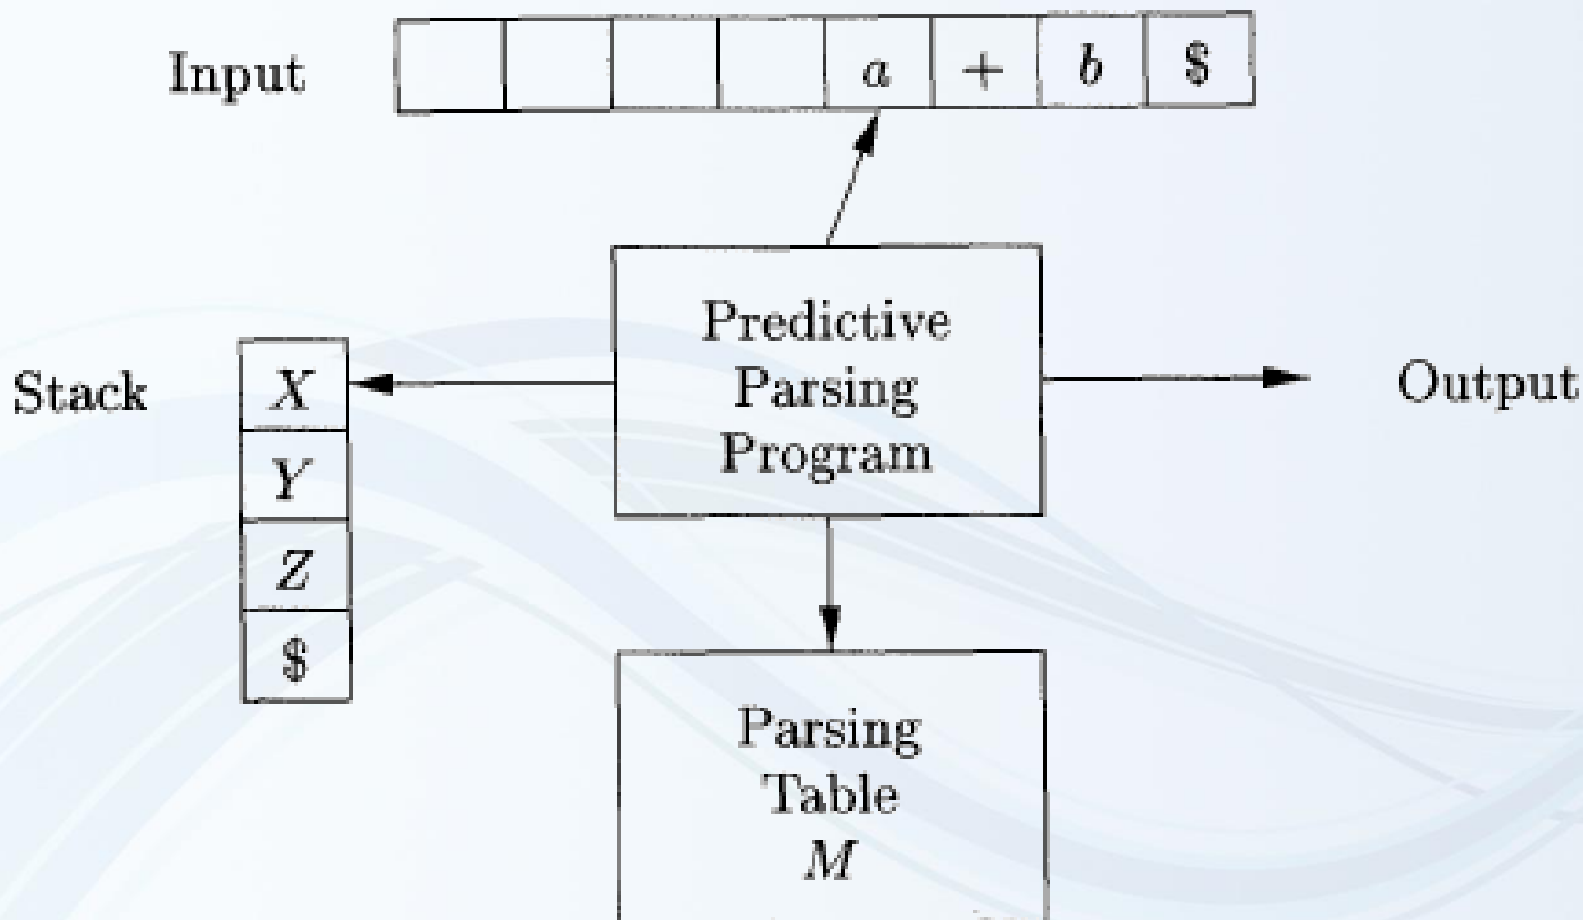 Input a + b $
Predictive
Parsing
Program
Stack
X
Y
Z
$
Output
Parsing
Table
M